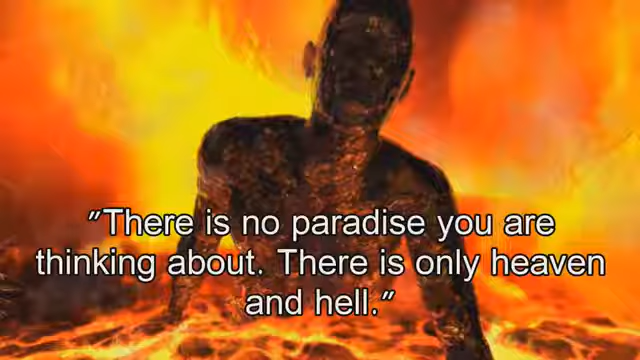 ″There is no paradise you are
thinking about. There is only heaven
and hell.″